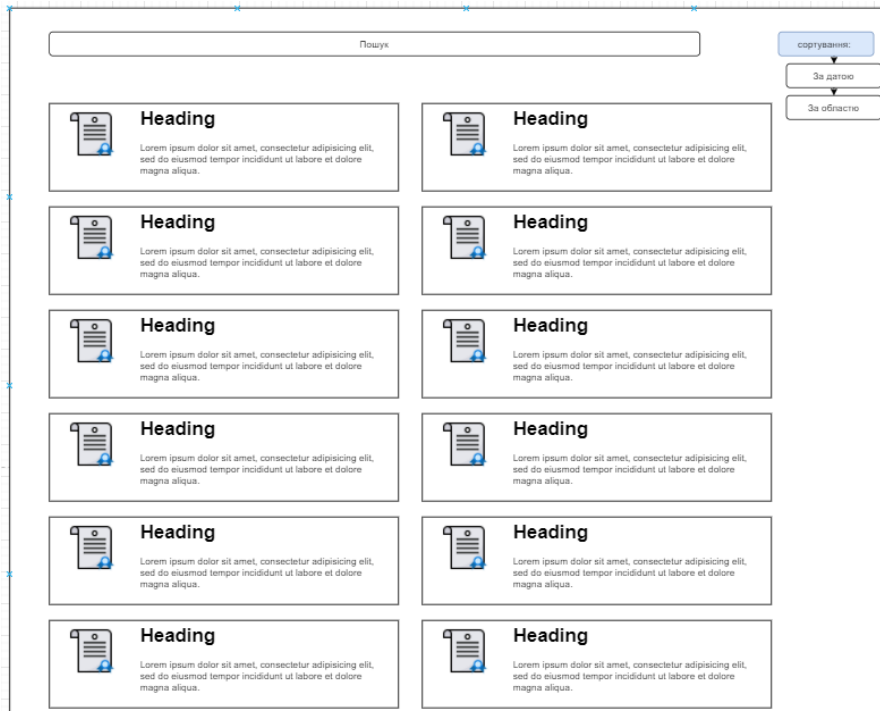 Пошук
сортування:
За датою
За областю
Heading
Lorem ipsum dolor sit amet, consectetur adipisicing elit,
sed do eiusmod tempor incididunt ut labore et dolore
magna aliqua.
Heading
Lorem ipsum dolor sit amet, consectetur adipisicing elit,
sed do eiusmod tempor incididunt ut labore et dolore
magna aliqua.
Heading
Lorem ipsum dolor sit amet, consectetur adipisicing elit,
sed do eiusmod tempor incididunt ut labore et dolore
magna aliqua.
Heading
Lorem ipsum dolor sit amet, consectetur adipisicing elit,
sed do eiusmod tempor incididunt ut labore et dolore
magna aliqua.
Heading
Lorem ipsum dolor sit amet, consectetur adipisicing elit,
sed do eiusmod tempor incididunt ut labore et dolore
magna aliqua.
Heading
Lorem ipsum dolor sit amet, consectetur adipisicing elit,
sed do eiusmod tempor incididunt ut labore et dolore
magna aliqua.
Heading
Lorem ipsum dolor sit amet, consectetur adipisicing elit,
sed do eiusmod tempor incididunt ut labore et dolore
magna aliqua.
Heading
Lorem ipsum dolor sit amet, consectetur adipisicing elit,
sed do eiusmod tempor incididunt ut labore et dolore
magna aliqua.
Heading
Lorem ipsum dolor sit amet, consectetur adipisicing elit,
sed do eiusmod tempor incididunt ut labore et dolore
magna aliqua.
Heading
Lorem ipsum dolor sit amet, consectetur adipisicing elit,
sed do eiusmod tempor incididunt ut labore et dolore
magna aliqua.
Heading
Lorem ipsum dolor sit amet, consectetur adipisicing elit,
sed do eiusmod tempor incididunt ut labore et dolore
magna aliqua.
Heading
Lorem ipsum dolor sit amet, consectetur adipisicing elit,
sed do eiusmod tempor incididunt ut labore et dolore
magna aliqua.